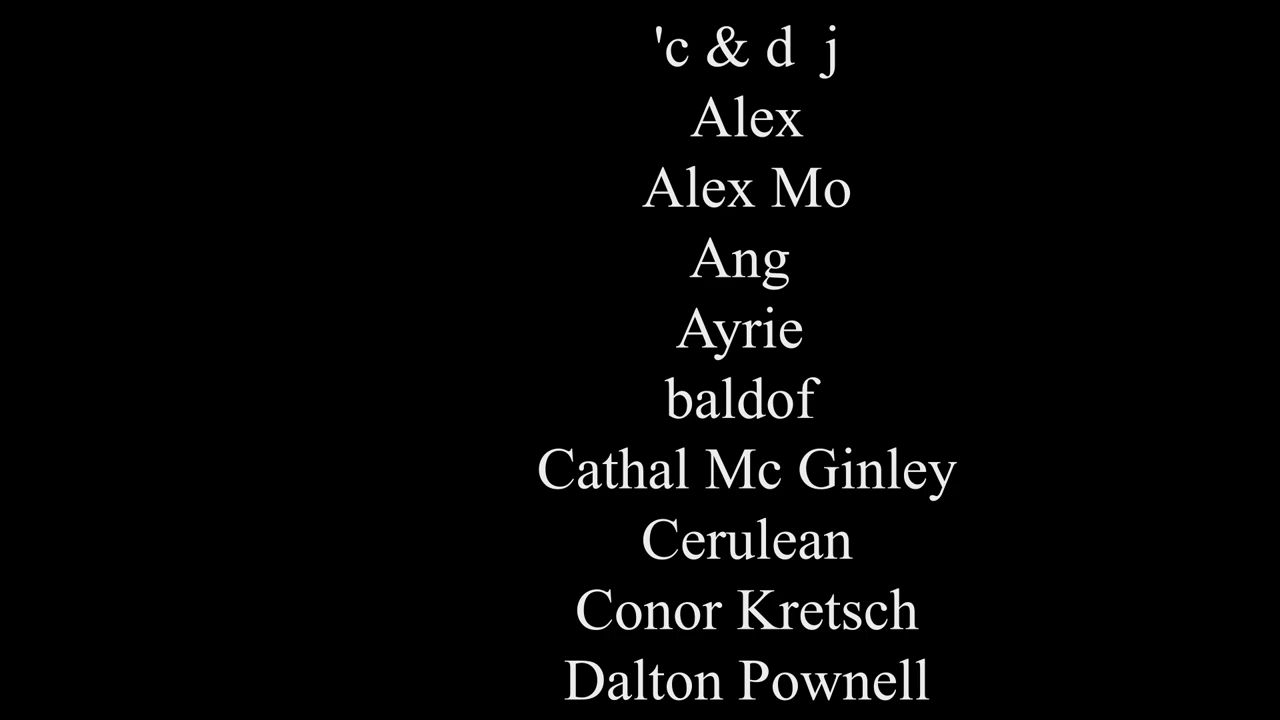 'c & d  j
Alex
Alex Mo
Ang
Ayrie
baldof
Cathal Mc Ginley
Cerulean
Conor Kretsch
Dalton Pownell